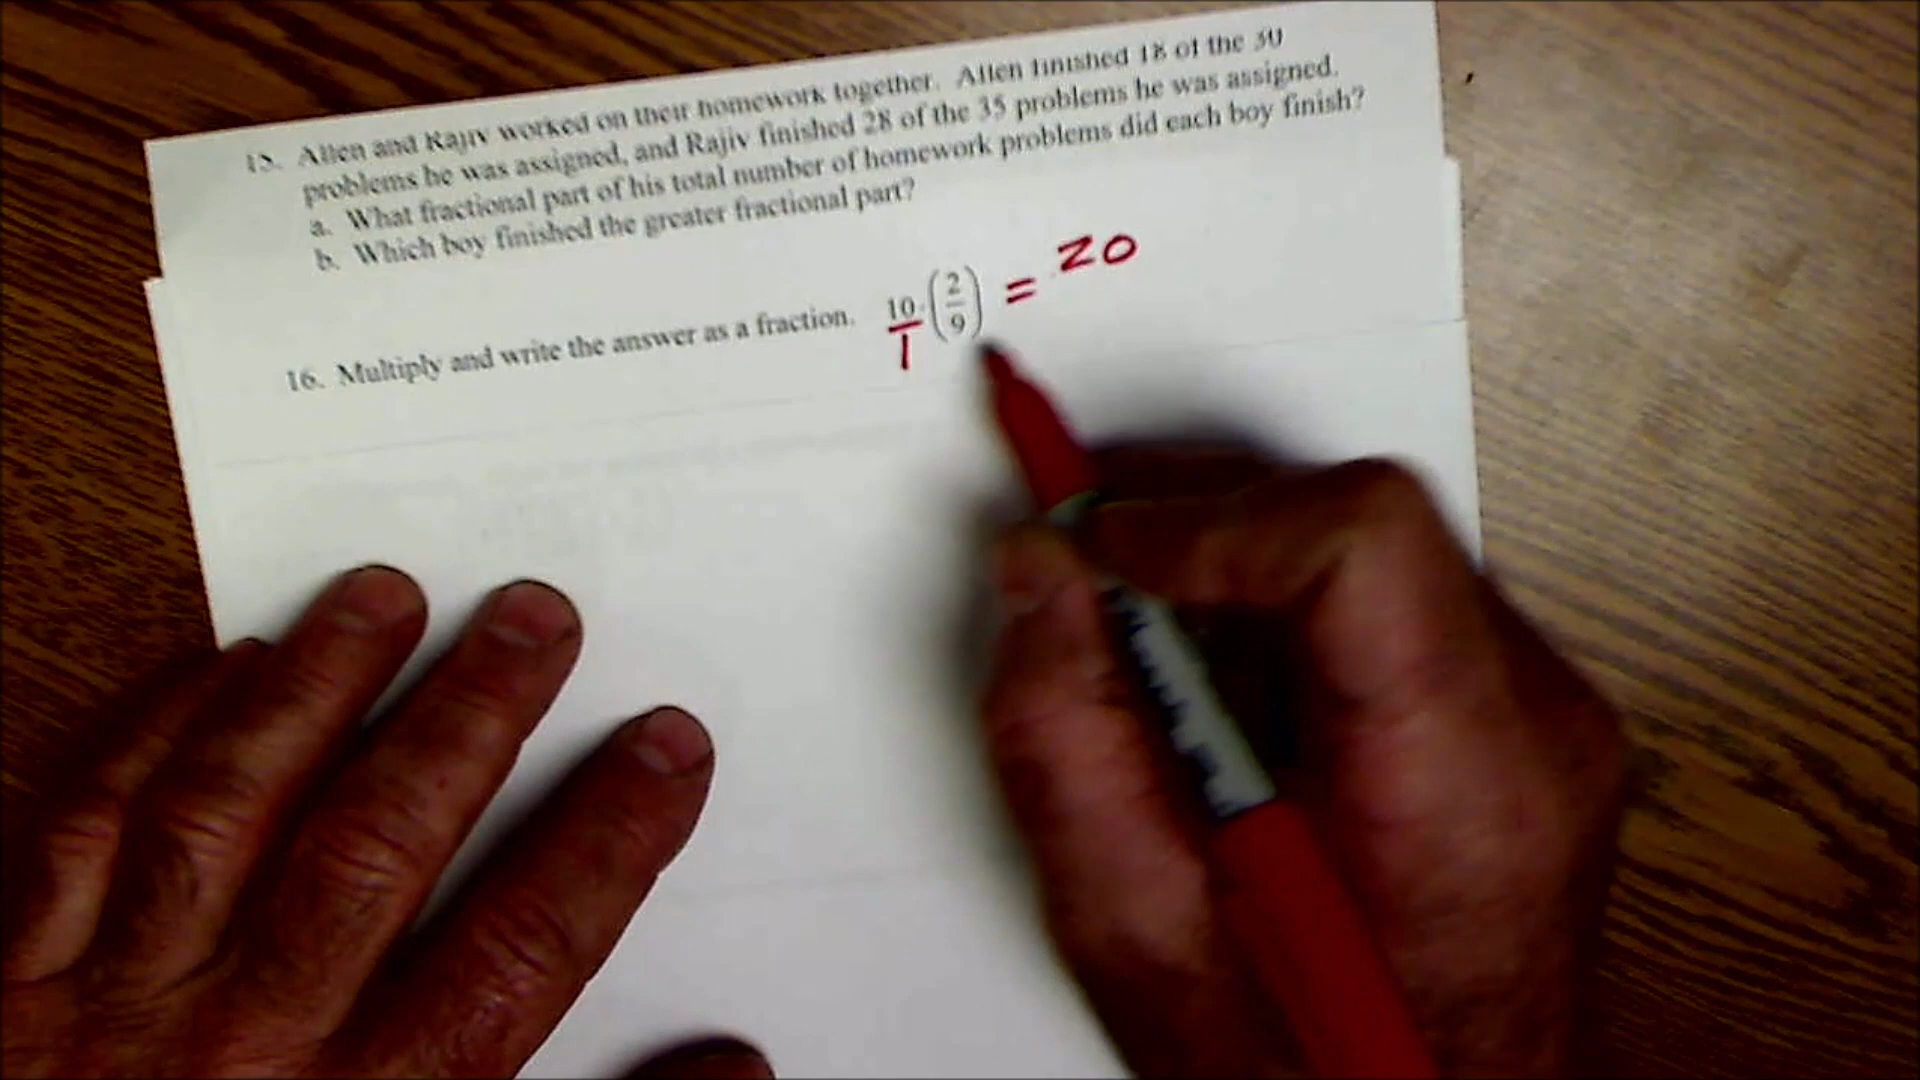 15. Allen and Rajiv worked on their homework together. Allen finished 18 of the 30
problems he was assigned, and Rajiv finished 28 of the 35 problems he was assigned.
a. What fractional part of his total number of homework problems did each boy finish?
b. Which boy finished the greater fractional part?
16. Multiply and write the answer as a fraction. 10/1 · (2/9) = 20